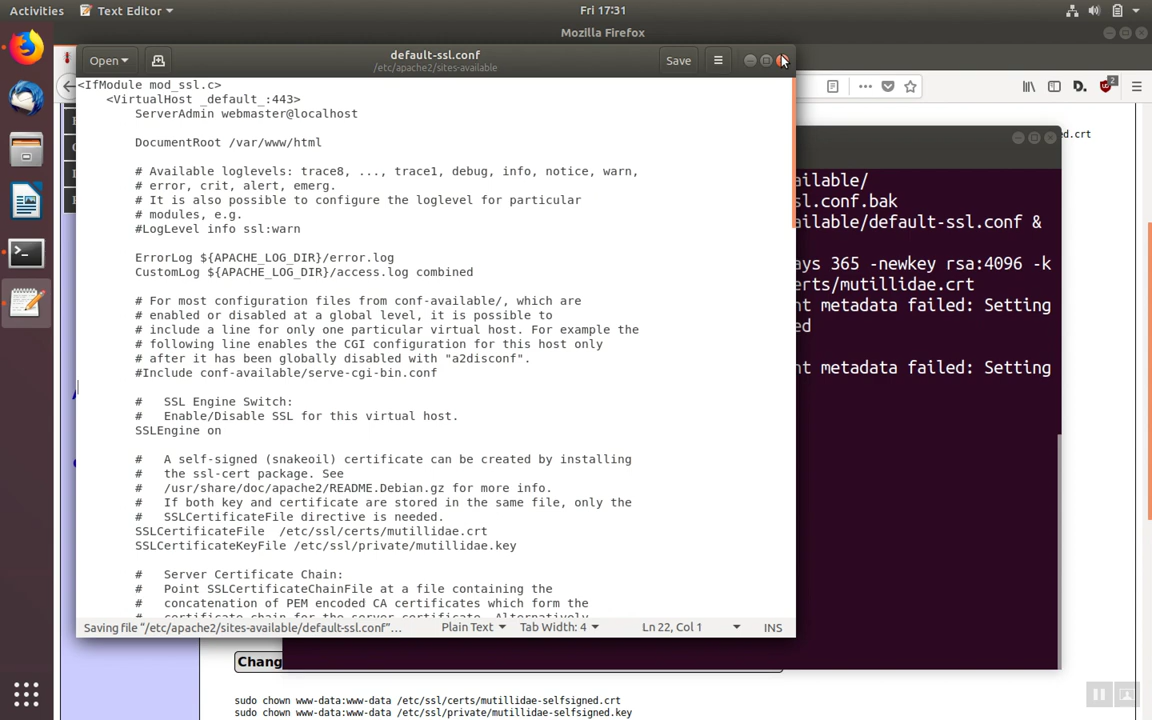 Activities
Text Editor
Fri 17:31
Mozilla Firefox
Open
default-ssl.conf
/etc/apache2/sites-available
Save
<IfModule mod_ssl.c>
<VirtualHost _default_:443>
ServerAdmin webmaster@localhost
DocumentRoot /var/www/html
# Available loglevels: trace8, ..., trace1, debug, info, notice, warn,
# error, crit, alert, emerg.
# It is also possible to configure the loglevel for particular
# modules, e.g.
#LogLevel info ssl:warn
ErrorLog ${APACHE_LOG_DIR}/error.log
CustomLog ${APACHE_LOG_DIR}/access.log combined
# For most configuration files from conf-available/, which are
# enabled or disabled at a global level, it is possible to
# include a line for only one particular virtual host. For example the
# following line enables the CGI configuration for this host only
# after it has been globally disabled with "a2disconf".
#Include conf-available/serve-cgi-bin.conf
#   SSL Engine Switch:
#   Enable/Disable SSL for this virtual host.
SSLEngine on
#   A self-signed (snakeoil) certificate can be created by installing
#   the ssl-cert package. See
#   /usr/share/doc/apache2/README.Debian.gz for more info.
#   If both key and certificate are stored in the same file, only the
#   SSLCertificateFile directive is needed.
SSLCertificateFile  /etc/ssl/certs/mutillidae.crt
SSLCertificateKeyFile /etc/ssl/private/mutillidae.key
#   Server Certificate Chain:
#   Point SSLCertificateChainFile at a file containing the
#   concatenation of PEM encoded CA certificates which form the
#   certificate chain for the server certificate. Alternatively
Saving file “/etc/apache2/sites-available/default-ssl.conf”...
Plain Text
Tab Width: 4
Ln 22, Col 1
INS
D.
2
ed.crt
ailable/
sl.conf.bak
ailable/default-ssl.conf &
ays 365 -newkey rsa:4096 -k
erts/mutillidae.crt
nt metadata failed: Setting
ed
nt metadata failed: Setting
Chang
sudo chown www-data:www-data /etc/ssl/certs/mutillidae-selfsigned.crt
sudo chown www-data:www-data /etc/ssl/private/mutillidae-selfsigned.key